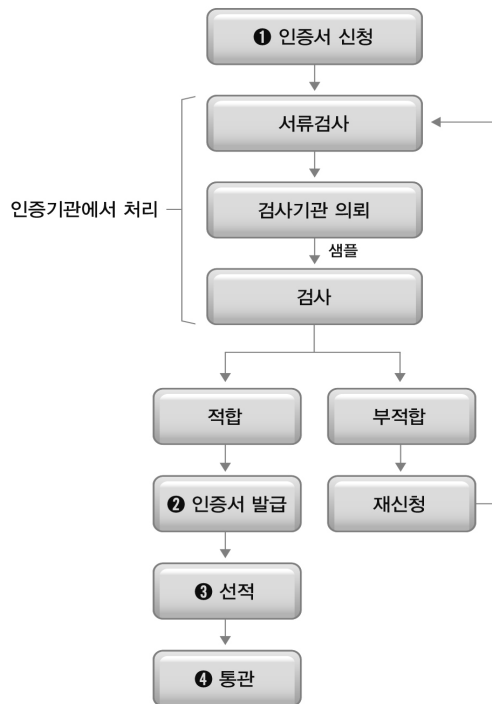 ❶ 인증서 신청
서류검사
인증기관에서 처리
검사기관 의뢰
샘플
검사
적합
부적합
❷ 인증서 발급
재신청
❸ 선적
❹ 통관